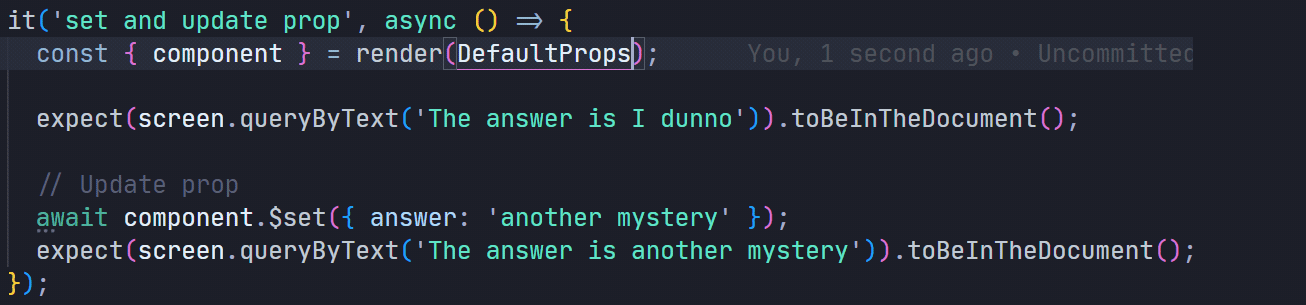 it('set and update prop', async () => {
const { component } = render(DefaultProps); You, 1 second ago • Uncommitted
expect(screen.queryByText('The answer is I dunno')).toBeInTheDocument();
// Update prop
await component.$set({ answer: 'another mystery' });
expect(screen.queryByText('The answer is another mystery')).toBeInTheDocument();
});